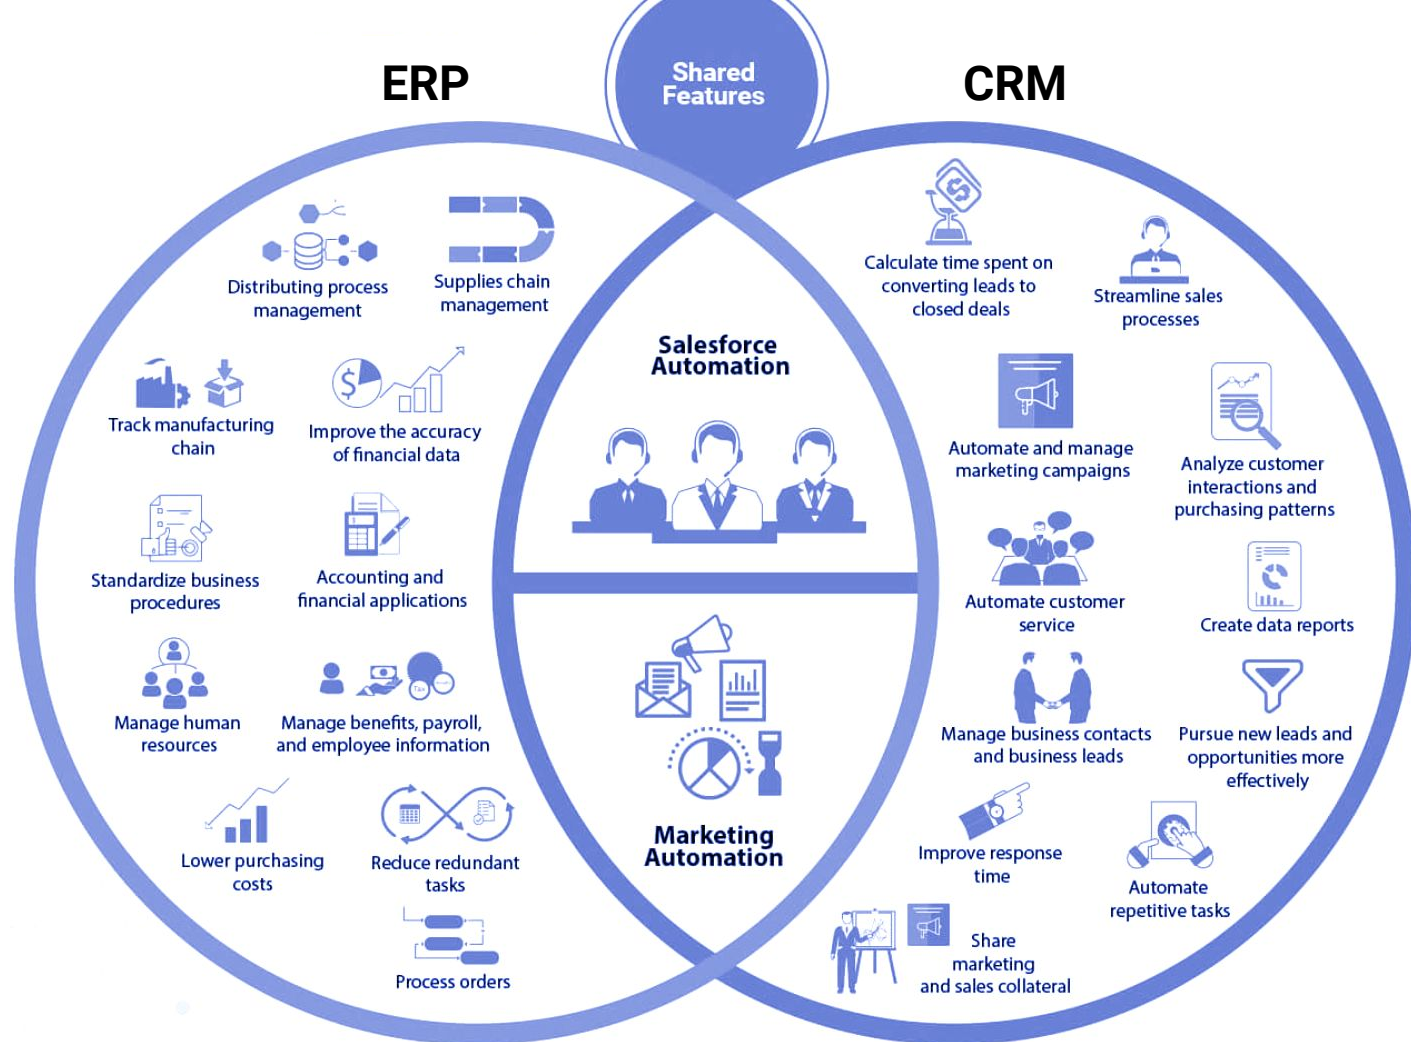 ERP
Shared
Features
CRM
Distributing process
management
Supplies chain
management
Track manufacturing
chain
Improve the accuracy
of financial data
Standardize business
procedures
Accounting and
financial applications
Manage human
resources
Tax
Manage benefits, payroll,
and employee information
Lower purchasing
costs
Reduce redundant
tasks
Process orders
Salesforce
Automation
Marketing
Automation
Calculate time spent on
converting leads to
closed deals
Streamline sales
processes
Automate and manage
marketing campaigns
Analyze customer
interactions and
purchasing patterns
Automate customer
service
Create data reports
Manage business contacts
and business leads
Pursue new leads and
opportunities more
effectively
Improve response
time
Automate
repetitive tasks
Share
marketing
and sales collateral